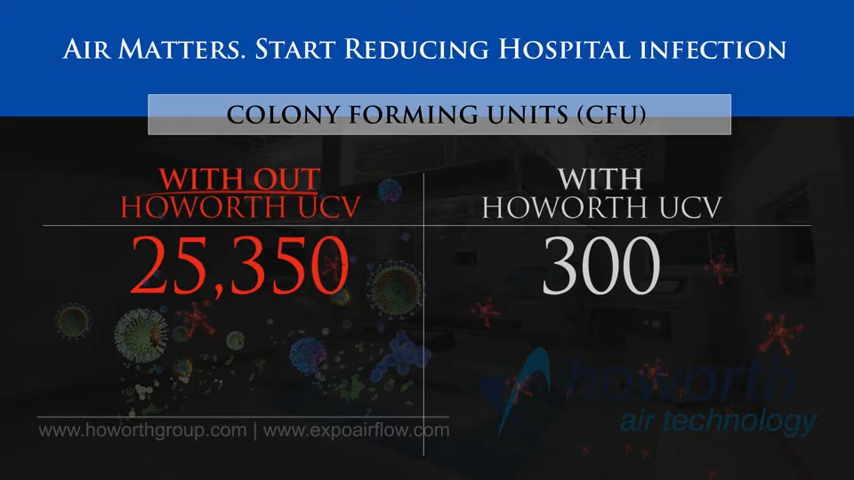 AIR MATTERS. START REDUCING HOSPITAL INFECTION
COLONY FORMING UNITS (CFU)
WITH OUT
HOWORTH UCV
25,350
WITH
HOWORTH UCV
300
howorth
air technology
www.howorthgroup.com | www.expoairflow.com